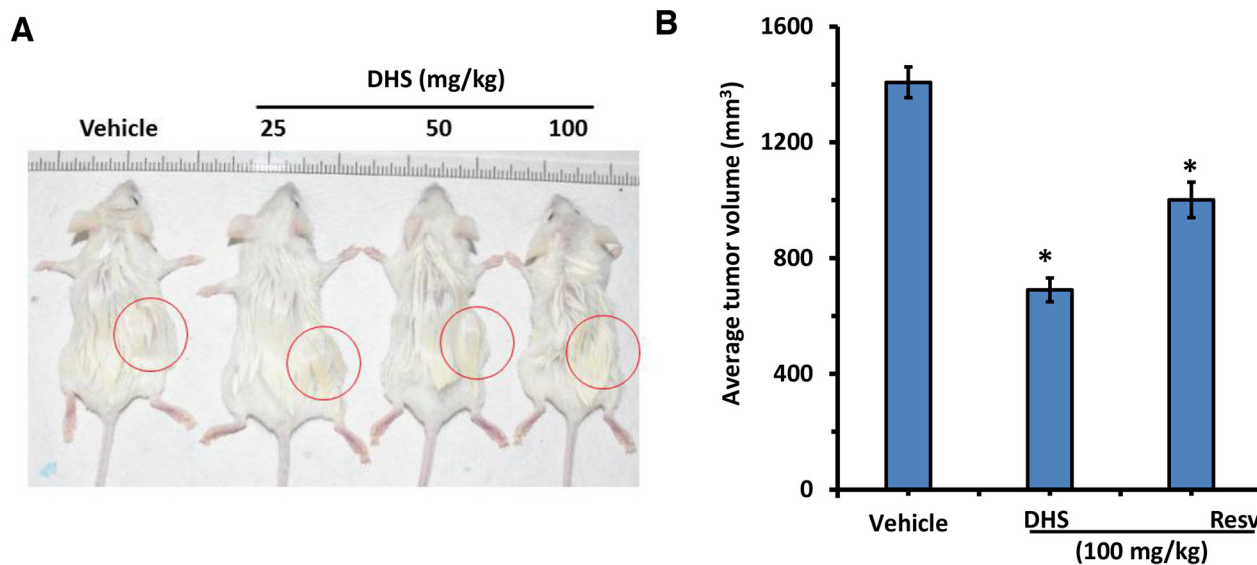 A
DHS (mg/kg)
Vehicle 25 50 100
B
Average tumor volume (mm³)
1600
1200
800
400
0
*
*
Vehicle DHS Resv
(100 mg/kg)